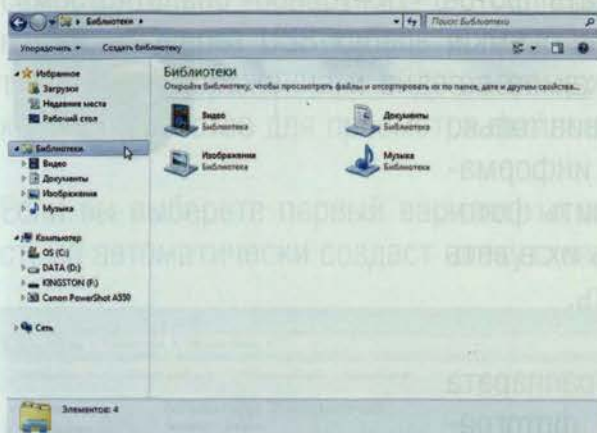 Библиотеки
Поиск: Библиотеки
Упорядочить
Создать библиотеку
Избранное
Загрузки
Недавние места
Рабочий стол
Библиотеки
Видео
Документы
Изображения
Музыка
Компьютер
OS (C:)
DATA (D:)
KINGSTON (F:)
Canon PowerShot A550
Сеть
Библиотеки
Откройте библиотеку, чтобы просмотреть файлы и отсортировать их по папке, дате и другим свойства...
Видео
Библиотека
Документы
Библиотека
Изображения
Библиотека
Музыка
Библиотека
Элементов: 4